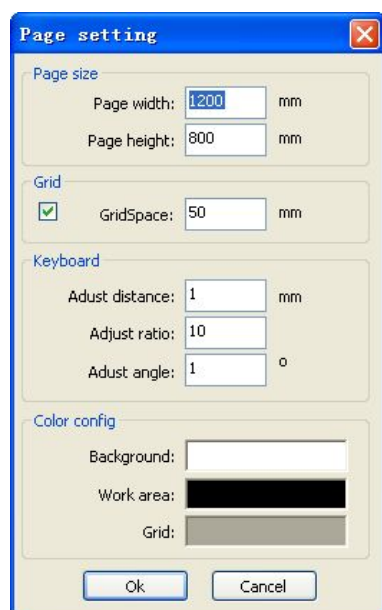 Page setting
Page size
Page width: 1200 mm
Page height: 800 mm
Grid
GridSpace: 50 mm
Keyboard
Adust distance: 1 mm
Adjust ratio: 10
Adust angle: 1 o
Color config
Background:
Work area:
Grid:
Ok Cancel